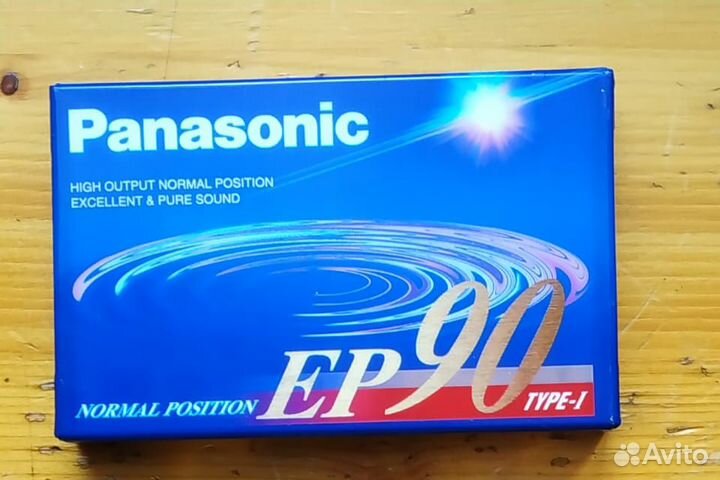 Panasonic
HIGH OUTPUT NORMAL POSITION
EXCELLENT & PURE SOUND
NORMAL POSITION EP90 TYPE-I
Avito